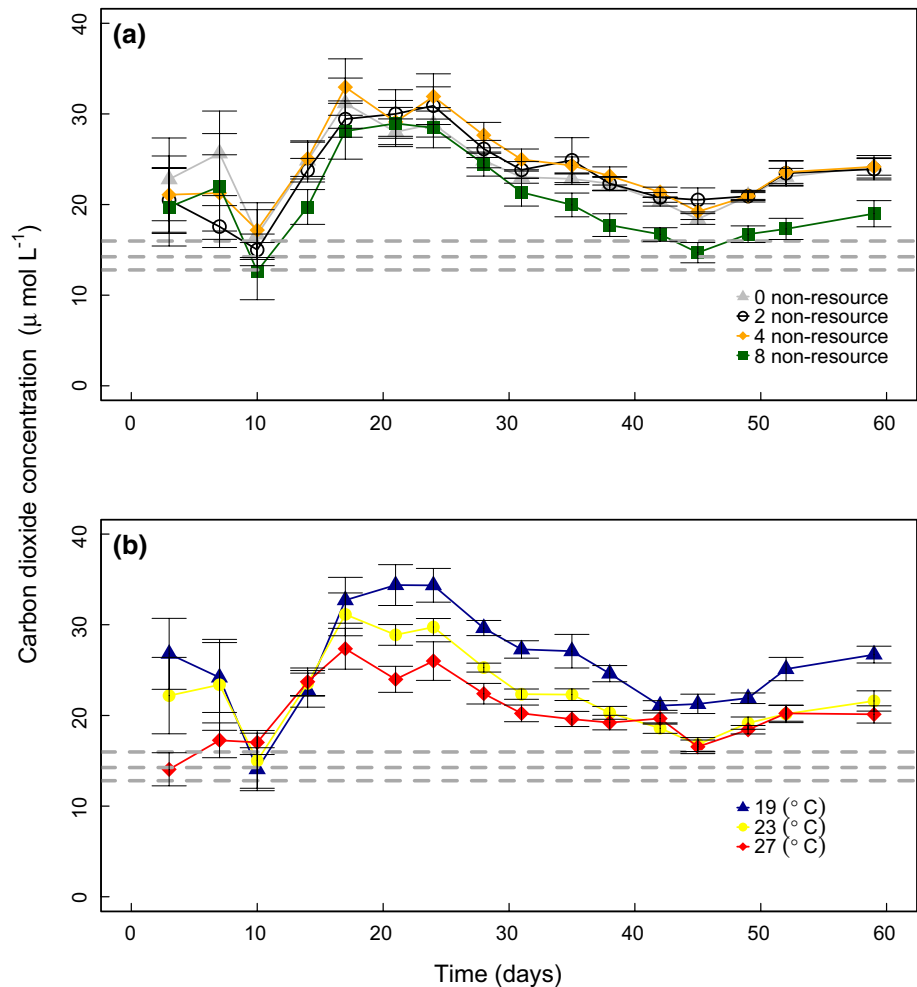 (a)
40
30
20
10
0
0 non-resource
2 non-resource
4 non-resource
8 non-resource
0 10 20 30 40 50 60
Carbon dioxide concentration (μ mol L⁻¹)
(b)
40
30
20
10
0
19 (° C)
23 (° C)
27 (° C)
0 10 20 30 40 50 60
Time (days)